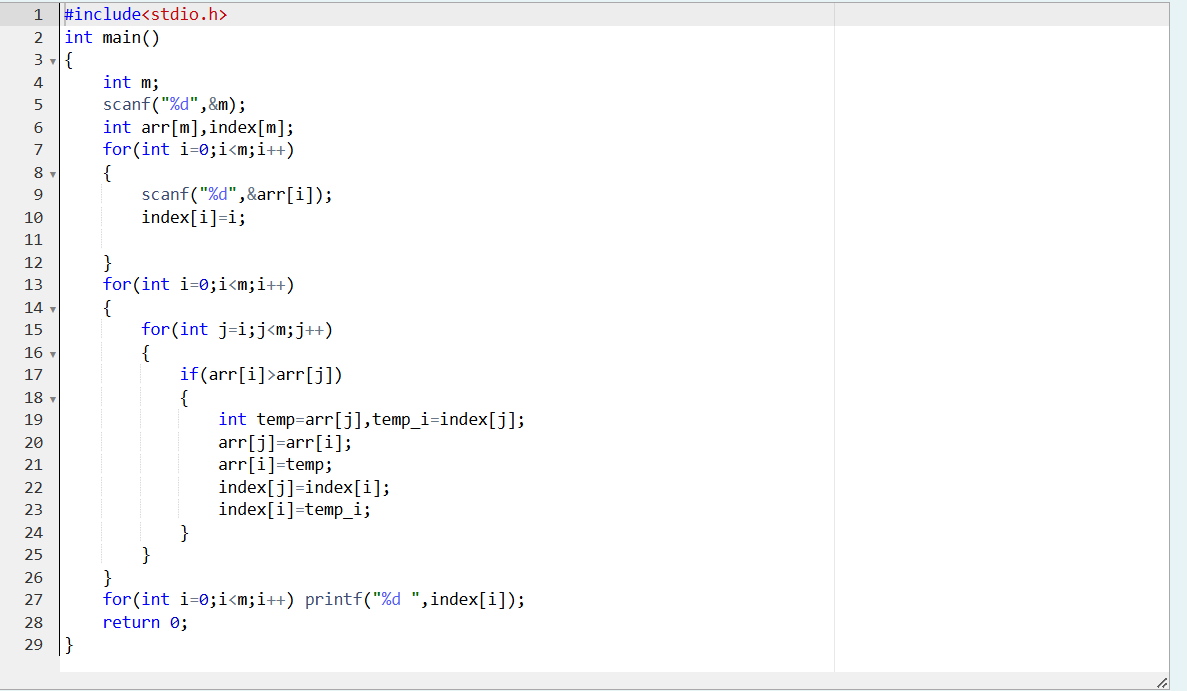 1 #include<stdio.h>
2 int main()
3 {
4     int m;
5     scanf("%d",&m);
6     int arr[m],index[m];
7     for(int i=0;i<m;i++)
8     {
9         scanf("%d",&arr[i]);
10         index[i]=i;
11
12     }
13     for(int i=0;i<m;i++)
14     {
15         for(int j=i;j<m;j++)
16         {
17             if(arr[i]>arr[j])
18             {
19                 int temp=arr[j],temp_i=index[j];
20                 arr[j]=arr[i];
21                 arr[i]=temp;
22                 index[j]=index[i];
23                 index[i]=temp_i;
24             }
25         }
26     }
27     for(int i=0;i<m;i++) printf("%d ",index[i]);
28     return 0;
29 }